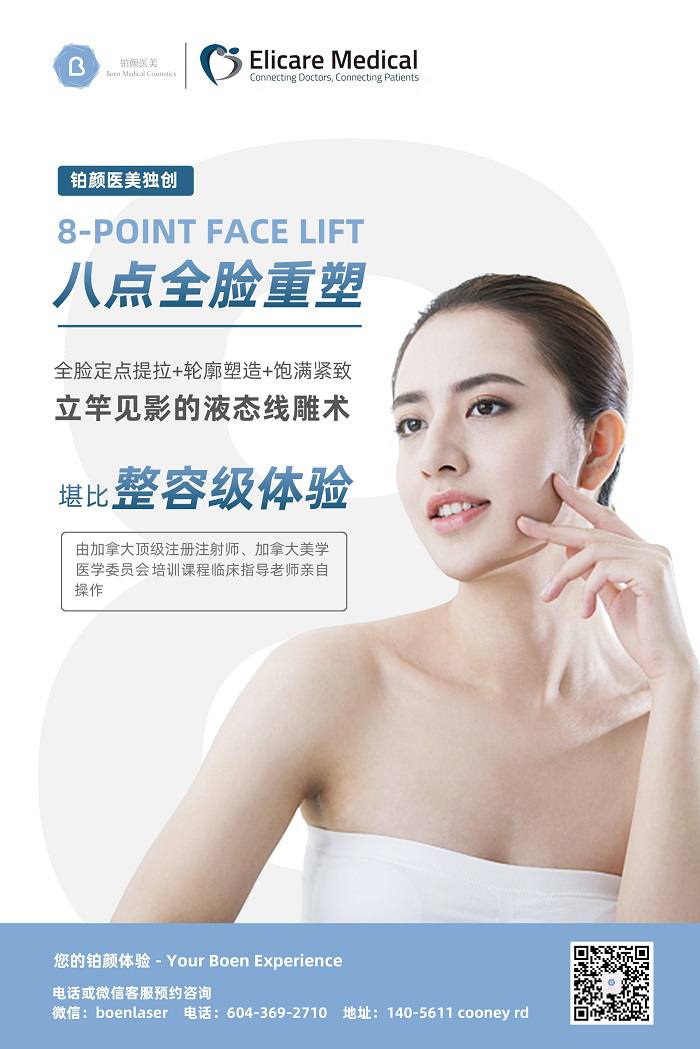 铂颜医美
Boen Medical Cosmetics
Elicare Medical
Connecting Doctors, Connecting Patients
铂颜医美独创
8-POINT FACE LIFT
八点全脸重塑
全脸定点提拉+轮廓塑造+饱满紧致
立竿见影的液态线雕术
堪比整容级体验
由加拿大顶级注册注射师、加拿大美学
医学委员会培训课程临床指导老师亲自
操作
您的铂颜体验 - Your Boen Experience
电话或微信客服预约咨询
微信：boenlaser 电话：604-369-2710 地址：140-5611 cooney rd